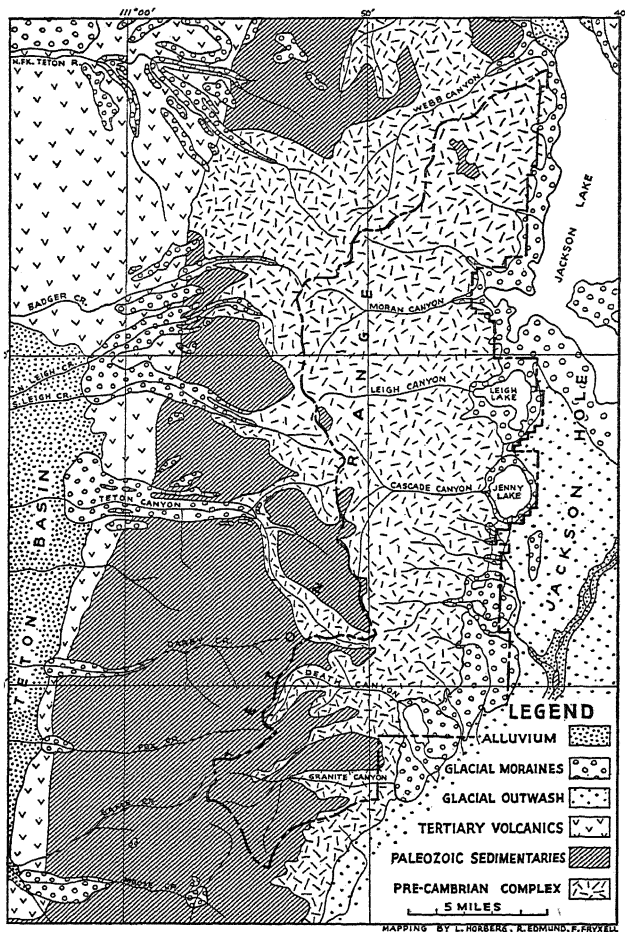 111°00'
50'
40
N.FK. TETON R.
WEBB CANYON
JACKSON LAKE
BADGER CR.
MORAN CANYON
N. LEIGH CR.
S. LEIGH CR.
LEIGH CANYON
LEIGH LAKE
TETON RANGE
CASCADE CANYON
JENNY LAKE
TETON CANYON
TETON BASIN
JACKSON HOLE
DARBY CR.
DEATH CANYON
FOX CR.
GRANITE CANYON
LEGEND
ALLUVIUM
GLACIAL MORAINES
GLACIAL OUTWASH
TERTIARY VOLCANICS
PALEOZOIC SEDIMENTARIES
PRE-CAMBRIAN COMPLEX
5 MILES
MAPPING BY L. HORBERG, R. EDMUND, F. FRYXELL